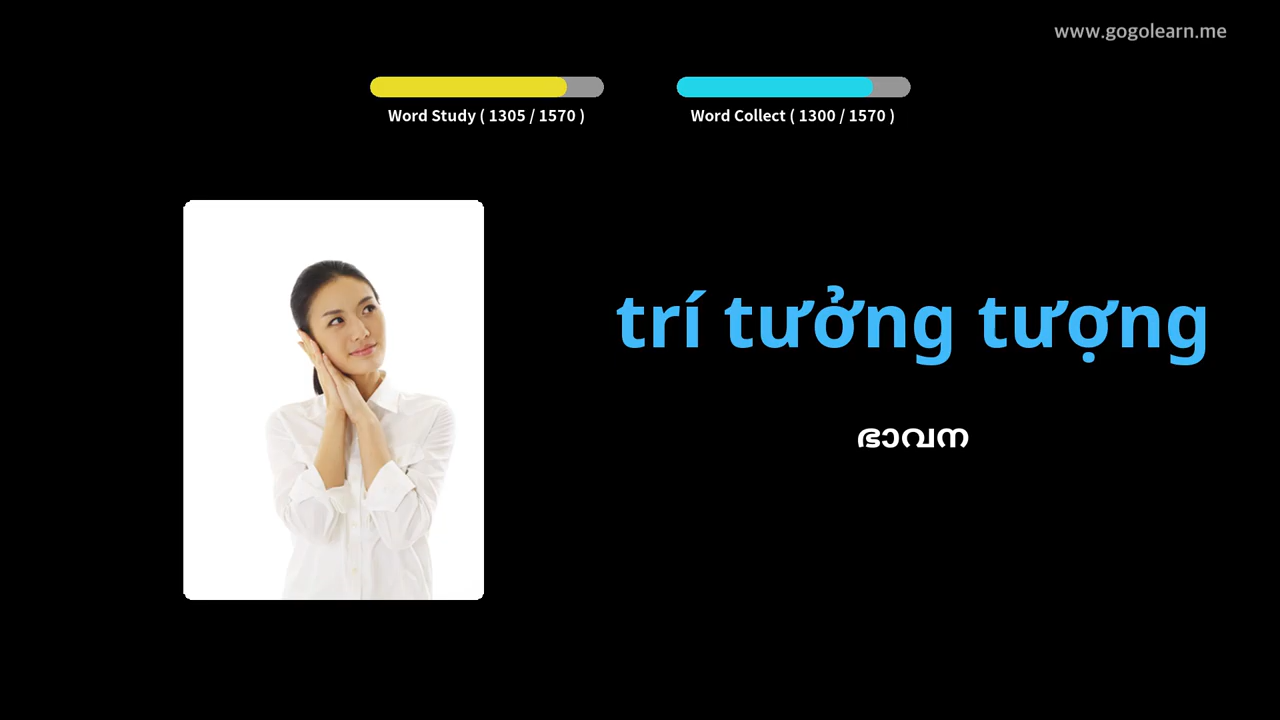 www.gogolearn.me
Word Study ( 1305 / 1570 )
Word Collect ( 1300 / 1570 )
trí tưởng tượng
ഭാവന